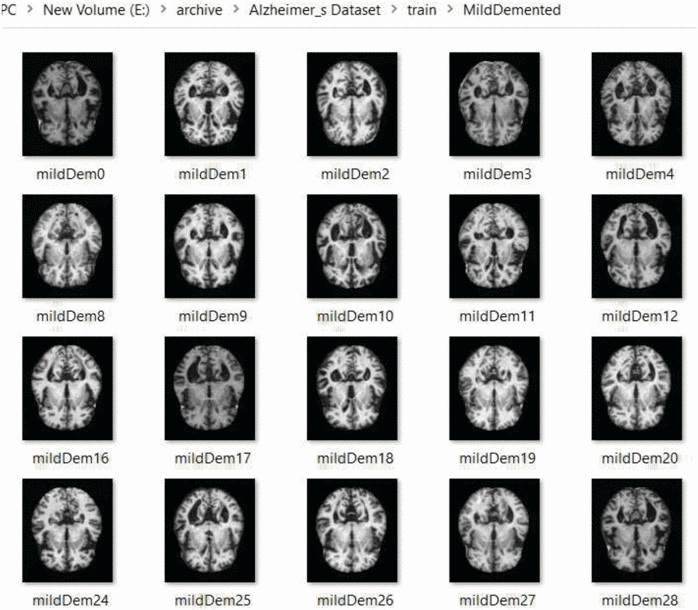 PC > New Volume (E:) > archive > Alzheimer_s Dataset > train > MildDemented
mildDem0 mildDem1 mildDem2 mildDem3 mildDem4
mildDem8 mildDem9 mildDem10 mildDem11 mildDem12
mildDem16 mildDem17 mildDem18 mildDem19 mildDem20
mildDem24 mildDem25 mildDem26 mildDem27 mildDem28